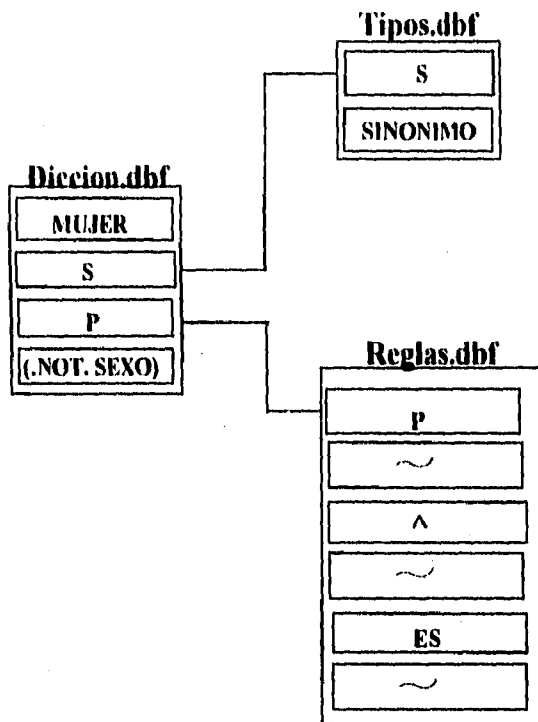 Tipos.dbf
S
SINONIMO
Diccion.dbf
MUJER
S
P
(.NOT. SEXO)
Reglas.dbf
P
~
^
~
ES
~